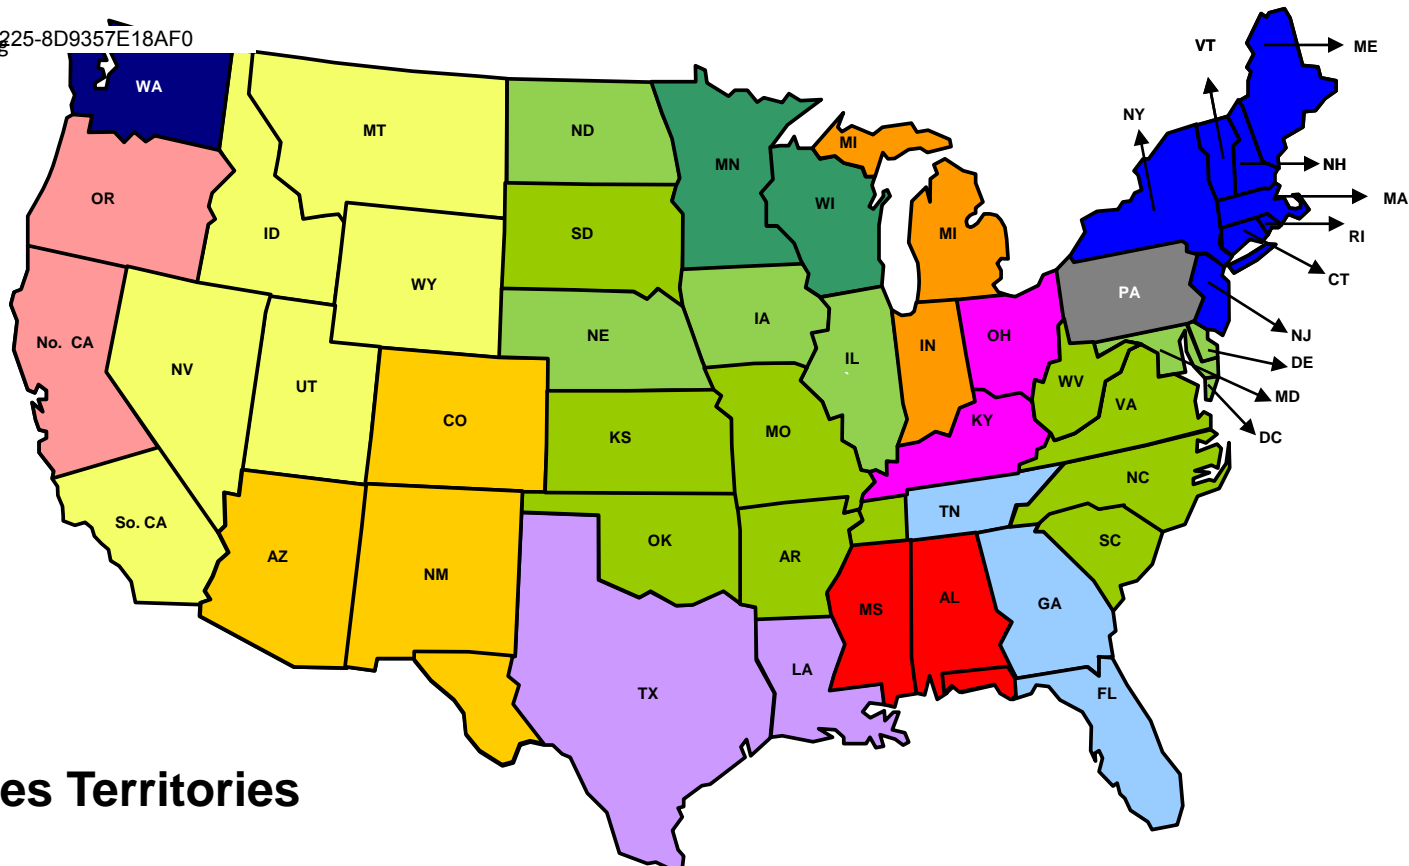 225-8D9357E18AF0
VT
ME
WA
NY
MT
ND
MI
MN
NH
OR
WI
MA
ID
SD
MI
RI
WY
CT
PA
IA
NE
OH
NJ
No. CA
IN
IL
DE
NV
UT
WV
MD
VA
CO
KY
KS
MO
DC
NC
TN
So. CA
OK
SC
AZ
AR
NM
AL
GA
MS
LA
TX
FL
es Territories